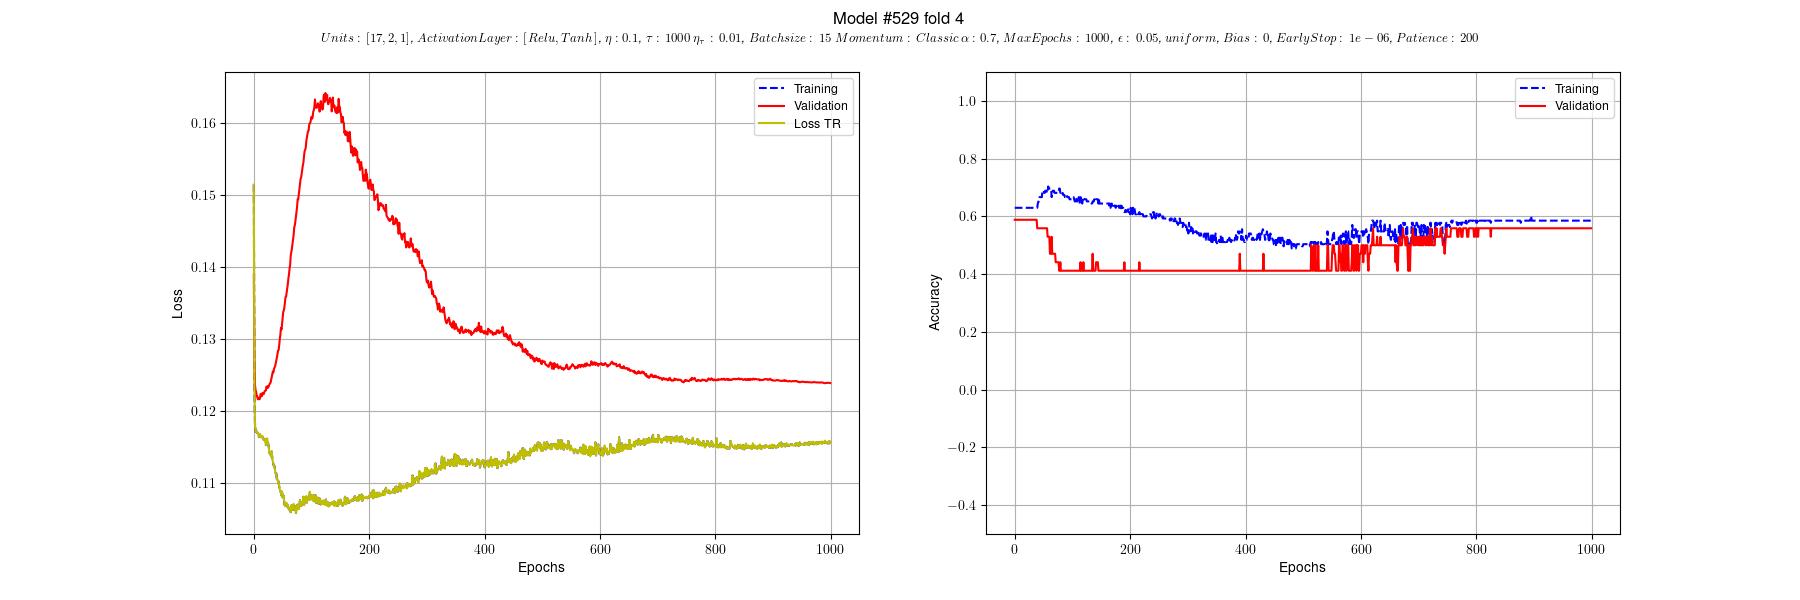 Model #529 fold 4
Units : [17, 2, 1], ActivationLayer : [Relu, Tanh], η : 0.1, τ : 1000 ητ : 0.01, Batchsize : 15 Momentum : Classic α : 0.7, MaxEpochs : 1000, ϵ : 0.05, uniform, Bias : 0, EarlyStop : 1e − 06, Patience : 200
Training
Validation
Loss TR
0.16
0.15
0.14
0.13
0.12
0.11
Loss
0 200 400 600 800 1000
Epochs
Training
Validation
1.0
0.8
0.6
0.4
0.2
0.0
−0.2
−0.4
Accuracy
0 200 400 600 800 1000
Epochs